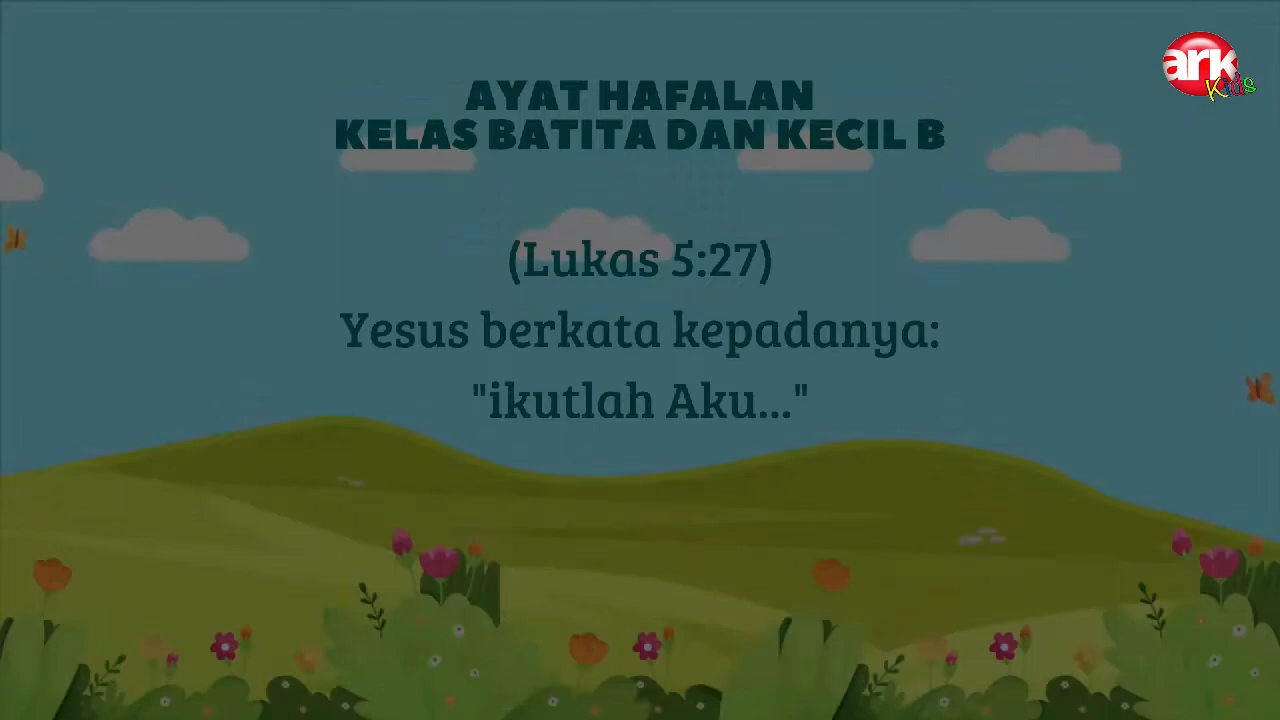 ark
Kids
AYAT HAFALAN
KELAS BATITA DAN KECIL B
(Lukas 5:27)
Yesus berkata kepadanya:
"ikutlah Aku..."